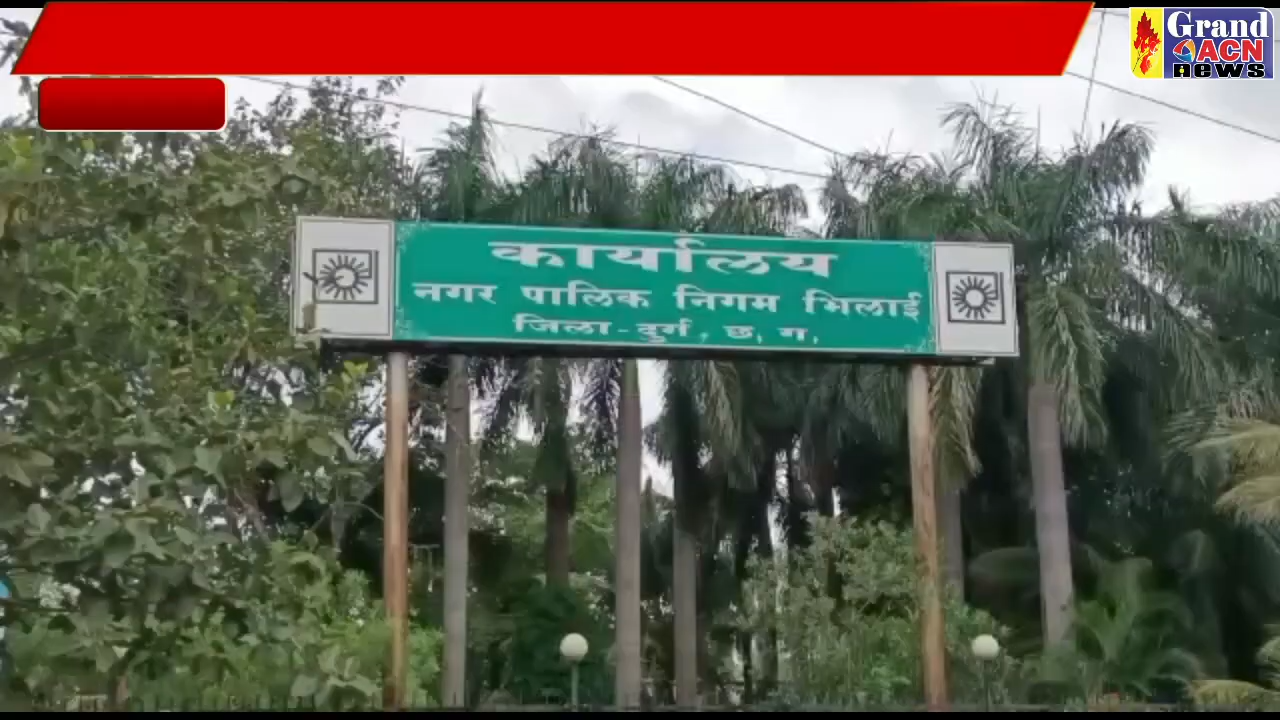 Grand
ACN
news
कार्यालय
नगर पालिक निगम भिलाई
जिला - दुर्ग, छ. ग.